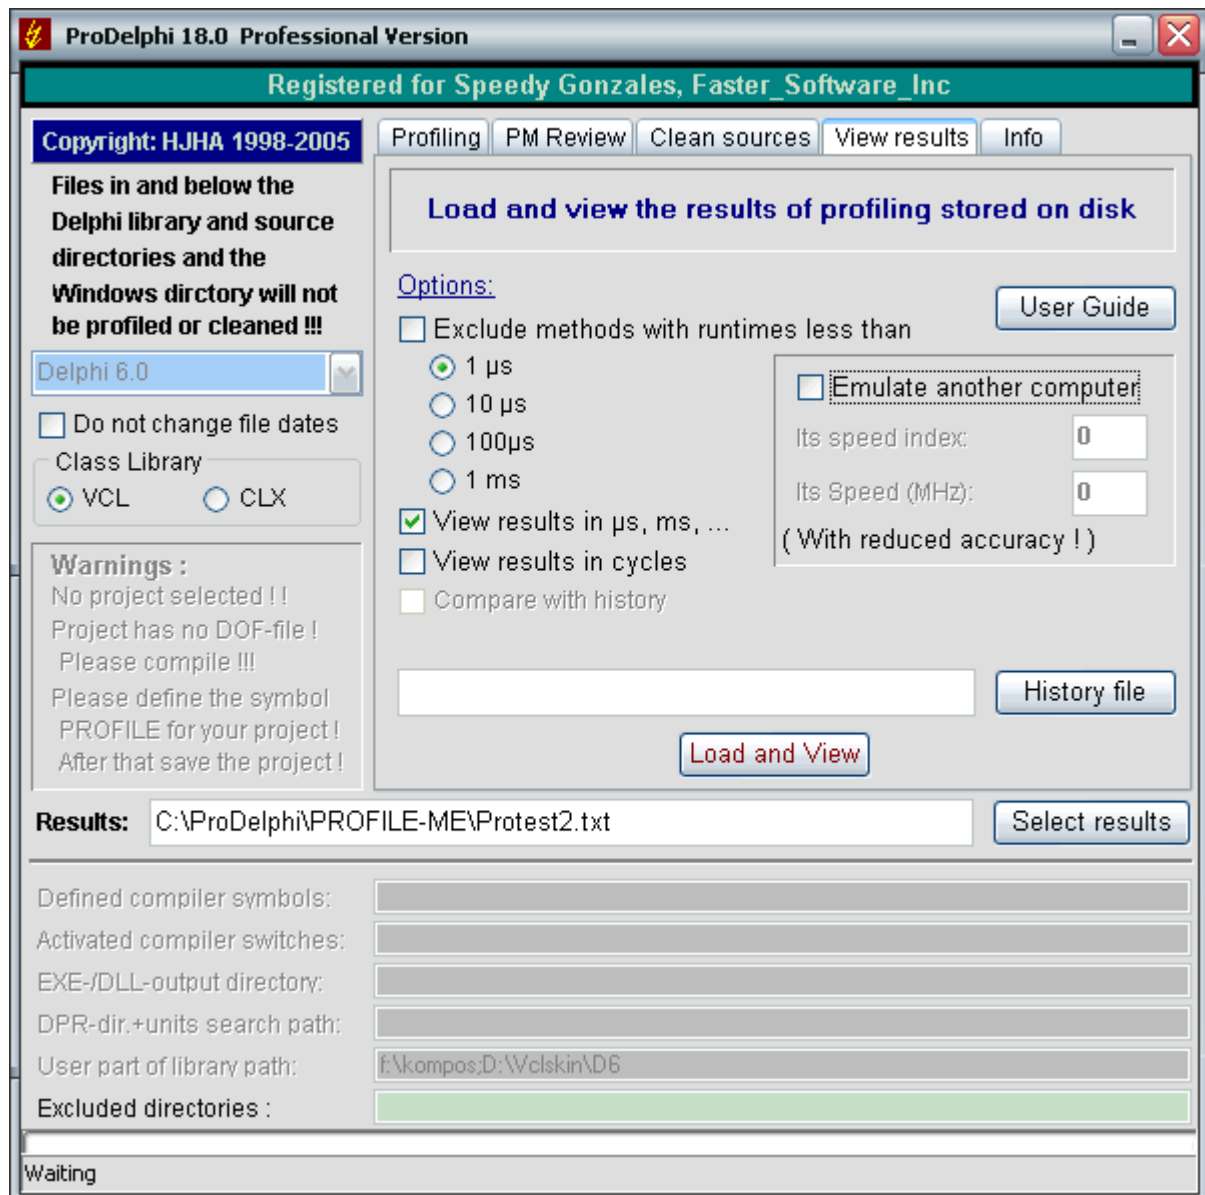 ProDelphi 18.0 Professional Version
Registered for Speedy Gonzales, Faster_Software_Inc
Copyright: HJHA 1998-2005
Files in and below the
Delphi library and source
directories and the
Windows dirctory will not
be profiled or cleaned !!!
Delphi 6.0
Do not change file dates
Class Library
VCL CLX
Warnings :
No project selected ! !
Project has no DOF-file !
Please compile !!!
Please define the symbol
PROFILE for your project !
After that save the project !
Profiling PM Review Clean sources View results Info
Load and view the results of profiling stored on disk
Options:
User Guide
Exclude methods with runtimes less than
1 µs
10 µs
100µs
1 ms
Emulate another computer
Its speed index: 0
Its Speed (MHz): 0
( With reduced accuracy ! )
View results in µs, ms, ...
View results in cycles
Compare with history
History file
Load and View
Results: C:\ProDelphi\PROFILE-ME\Protest2.txt Select results
Defined compiler symbols:
Activated compiler switches:
EXE-/DLL-output directory:
DPR-dir.+units search path:
User part of library path: f:\kompos;D:\Vclskin\D6
Excluded directories :
Waiting